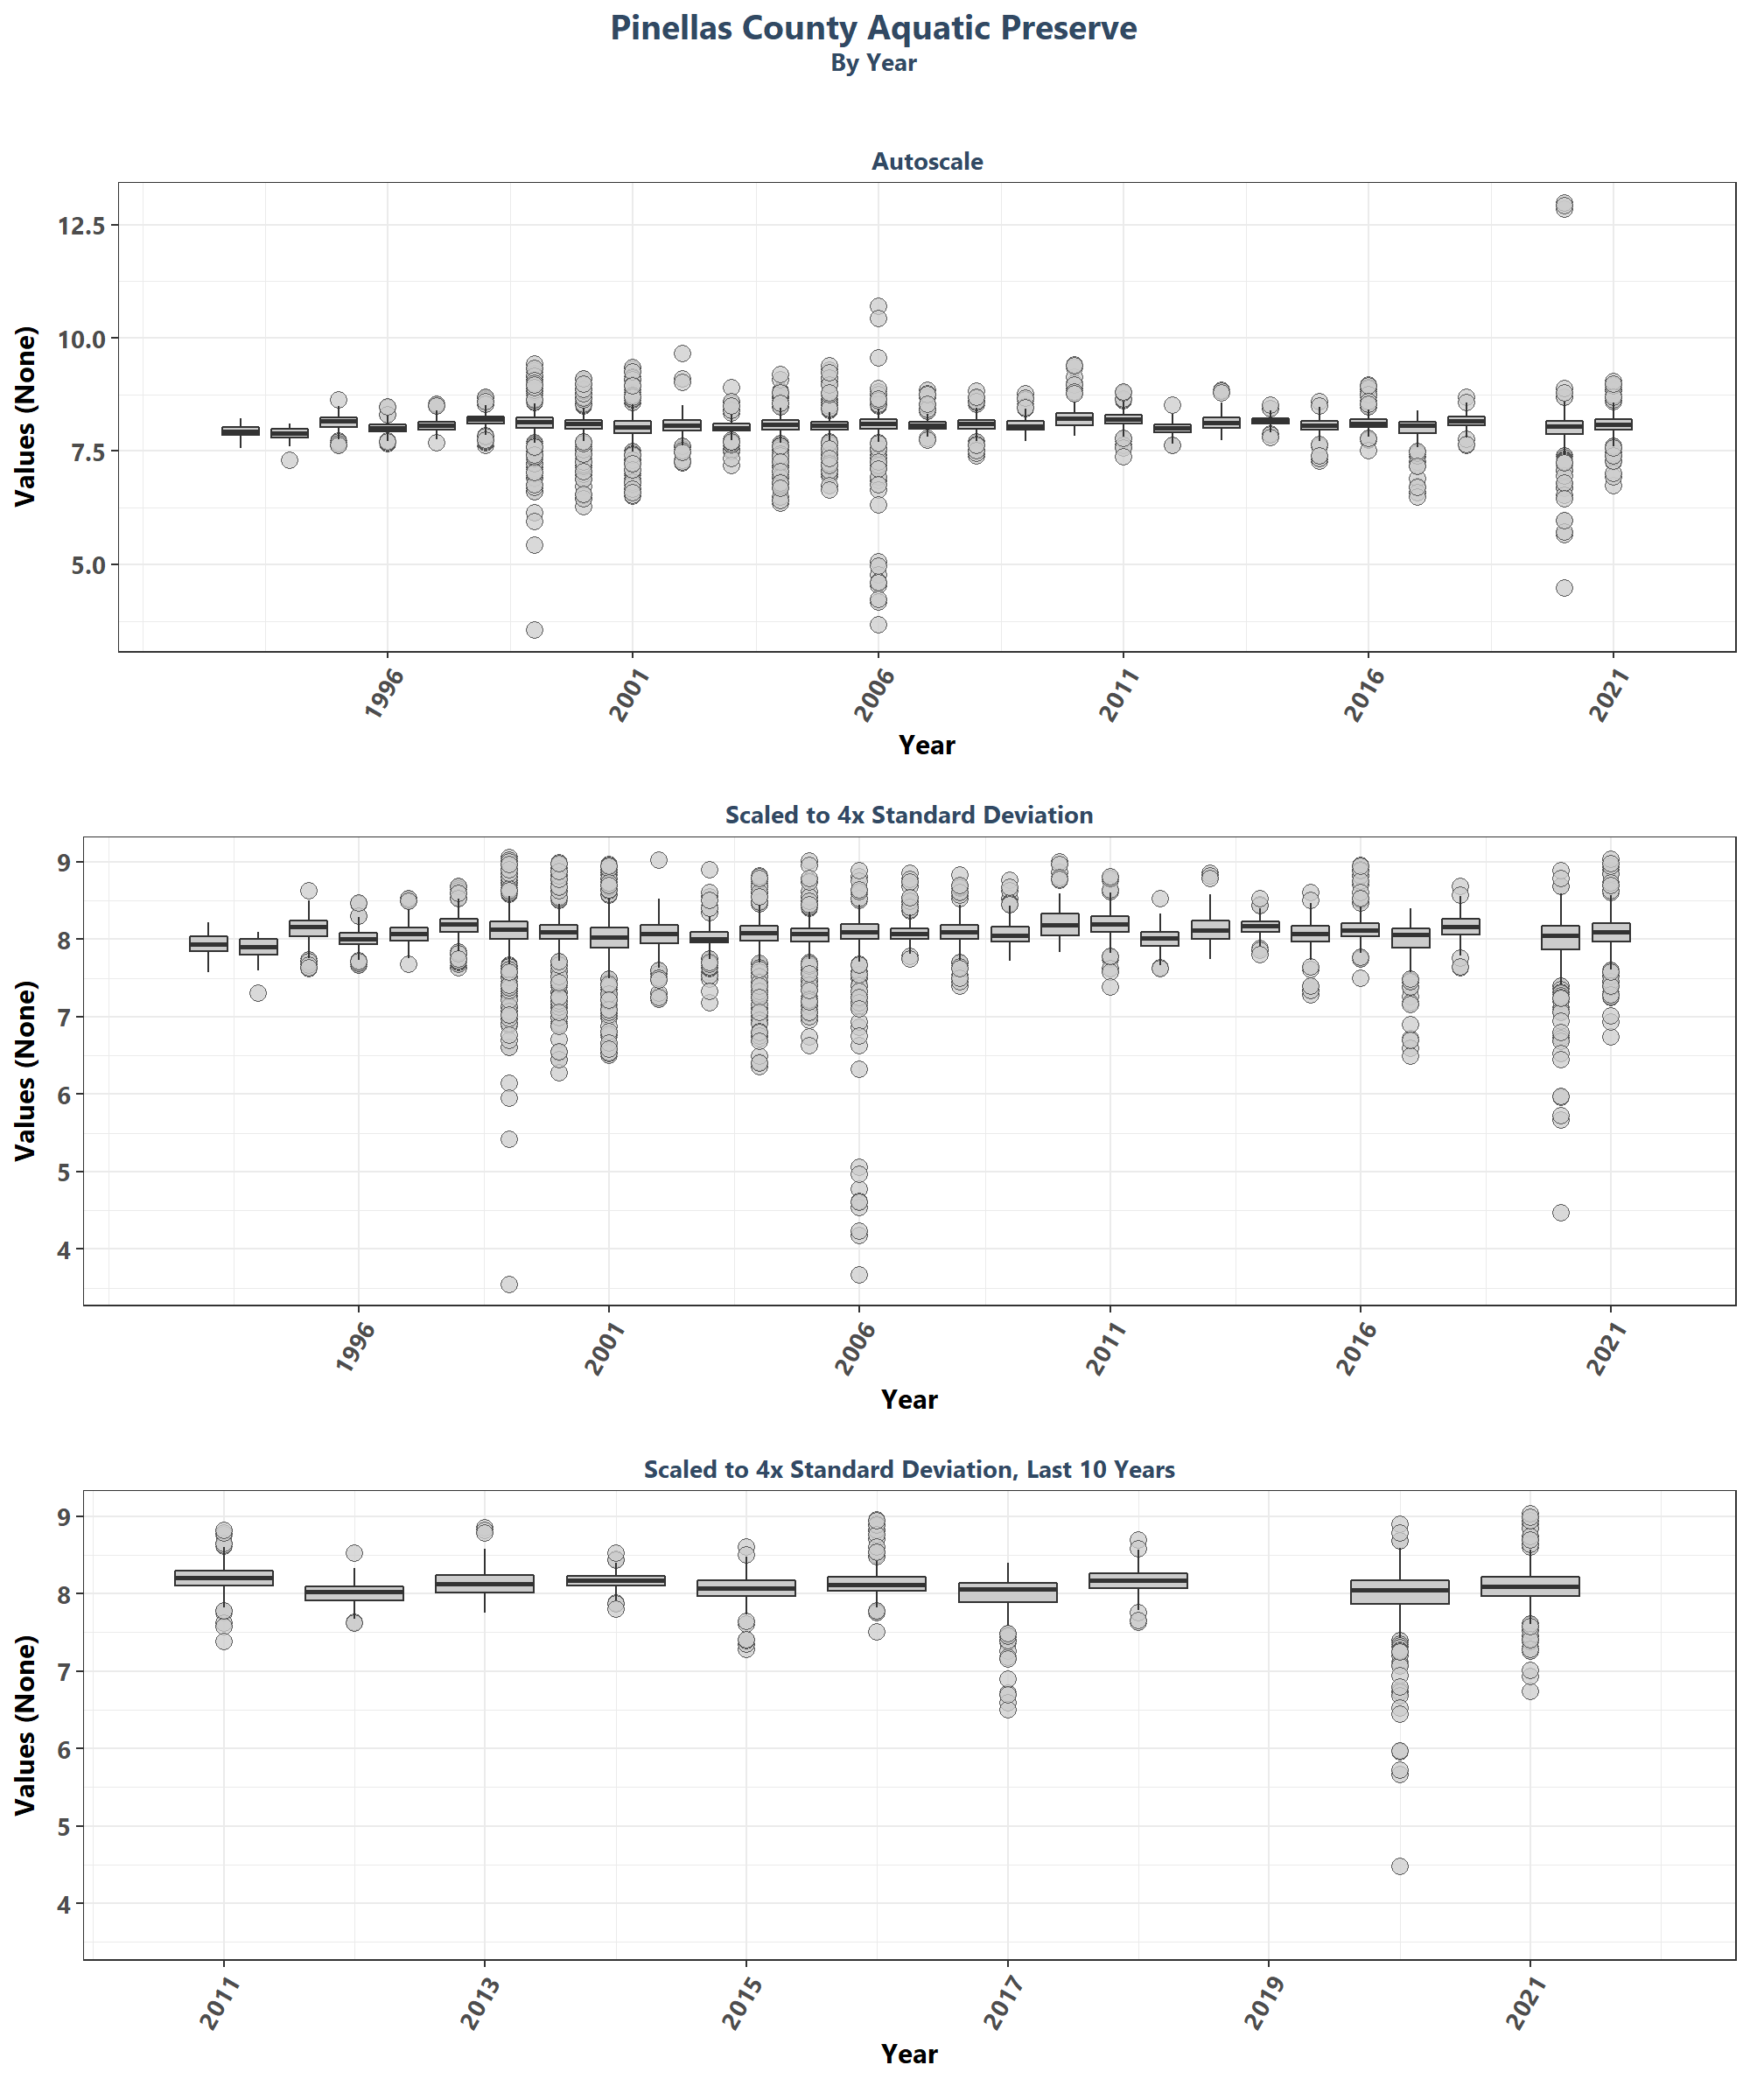 Pinellas County Aquatic Preserve
By Year
Autoscale
Values (None)
12.5
10.0
7.5
5.0
1996 2001 2006 2011 2016 2021
Year
Scaled to 4x Standard Deviation
Values (None)
9
8
7
6
5
4
1996 2001 2006 2011 2016 2021
Year
Scaled to 4x Standard Deviation, Last 10 Years
Values (None)
9
8
7
6
5
4
2011 2013 2015 2017 2019 2021
Year